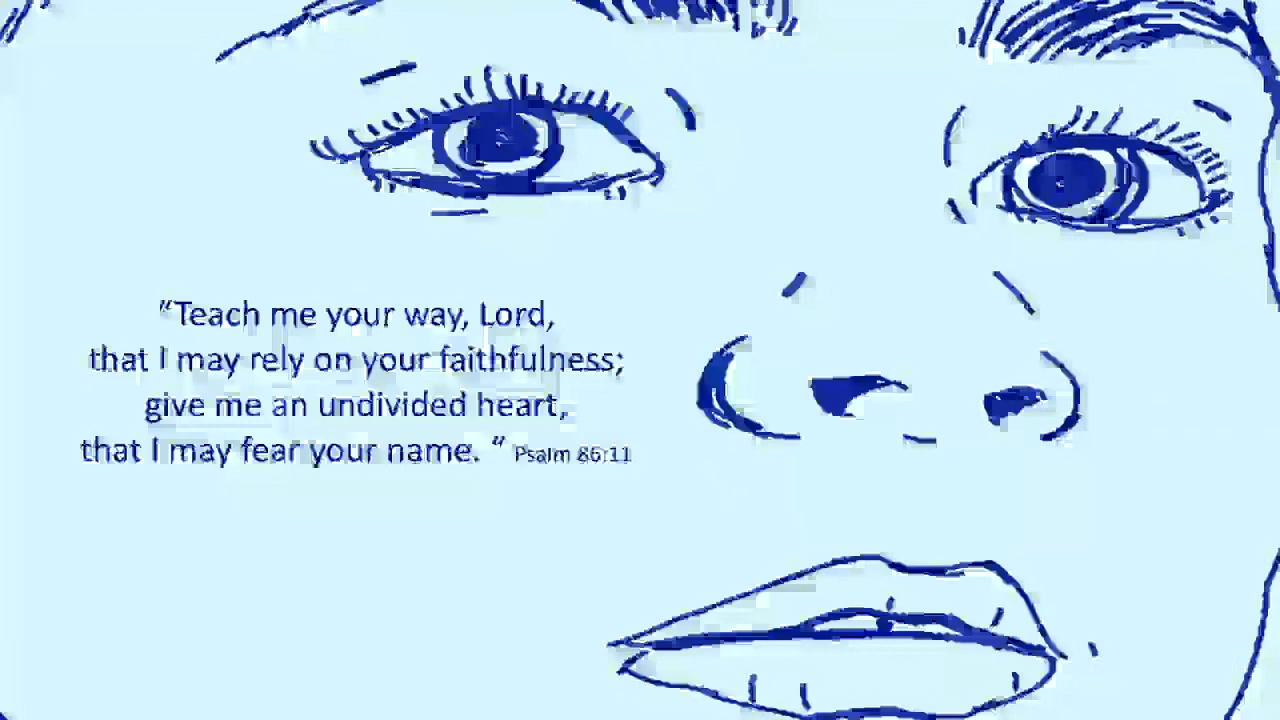 "Teach me your way, Lord,
that I may rely on your faithfulness;
give me an undivided heart,
that I may fear your name. " Psalm 86:11